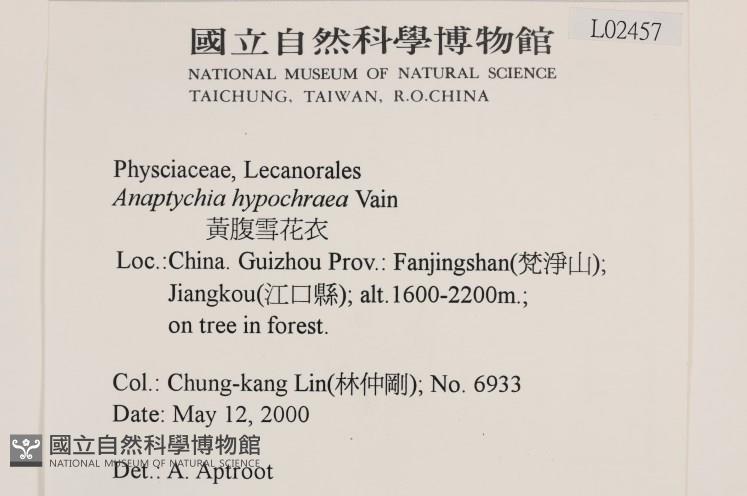 國立自然科學博物館
L02457
NATIONAL MUSEUM OF NATURAL SCIENCE
TAICHUNG, TAIWAN, R.O.CHINA
Physciaceae, Lecanorales
Anaptychia hypochraea Vain
黃腹雪花衣
Loc.:China. Guizhou Prov.: Fanjingshan(梵淨山);
Jiangkou(江口縣); alt.1600-2200m.;
on tree in forest.
Col.: Chung-kang Lin(林仲剛); No. 6933
Date: May 12, 2000
國立自然科學博物館
NATIONAL MUSEUM OF NATURAL SCIENCE
Det.: A. Aptroot